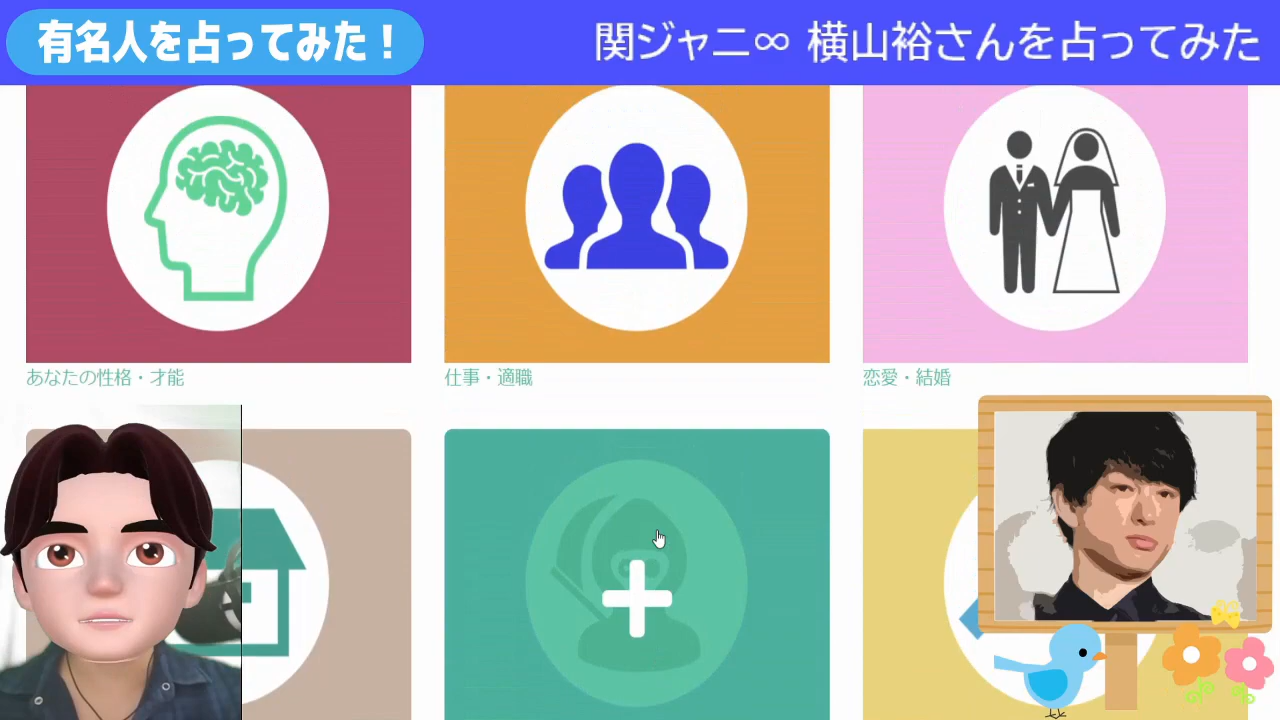 有名人を占ってみた！
関ジャニ∞ 横山裕さんを占ってみた
あなたの性格・才能
仕事・適職
恋愛・結婚